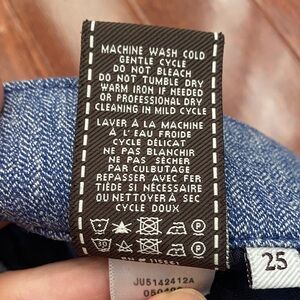 MACHINE WASH COLD
GENTLE CYCLE
DO NOT BLEACH
DO NOT TUMBLE DRY
WARM IRON IF NEEDED
OR PROFESSIONAL DRY
CLEANING IN MILD CYCLE
LAVER À LA MACHINE
À L'EAU FROIDE
CYCLE DÉLICAT
NE PAS BLANCHIR
NE PAS SÉCHER
PAR CULBUTAGE
REPASSER AVEC FER
TIÈDE SI NÉCESSAIRE
OU NETTOYER À SEC
CYCLE DOUX
30
P
25
JU5142412A